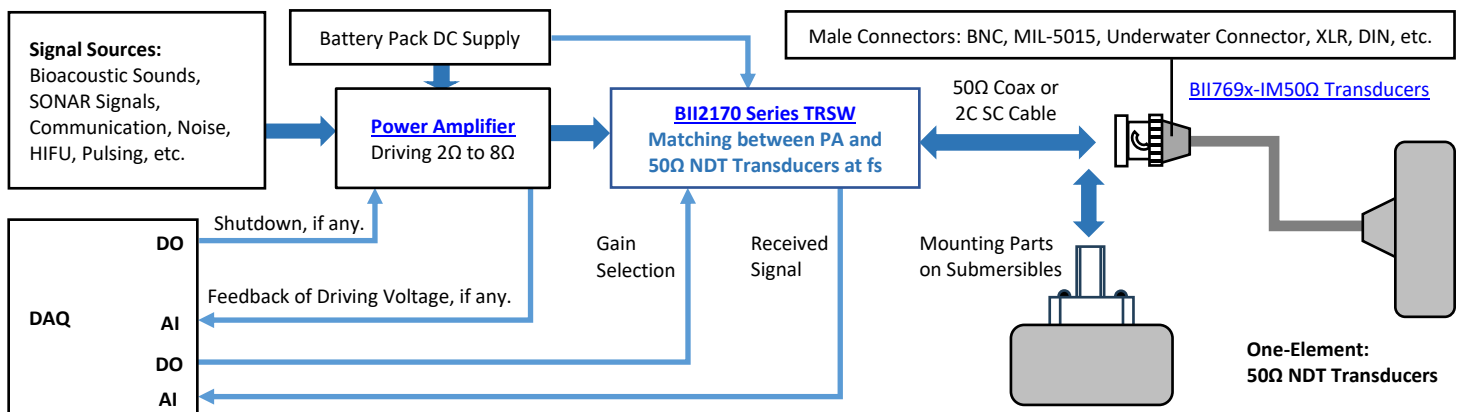 Signal Sources:
Bioacoustic Sounds,
SONAR Signals,
Communication, Noise,
HIFU, Pulsing, etc.
Battery Pack DC Supply
Power Amplifier
Driving 2Ω to 8Ω
BII2170 Series TRSW
Matching between PA and
50Ω NDT Transducers at fs
Male Connectors: BNC, MIL-5015, Underwater Connector, XLR, DIN, etc.
50Ω Coax or
2C SC Cable
BII769x-IM50Ω Transducers
DAQ
DO
AI
DO
AI
Shutdown, if any.
Feedback of Driving Voltage, if any.
Gain
Selection
Received
Signal
Mounting Parts
on Submersibles
One-Element:
50Ω NDT Transducers